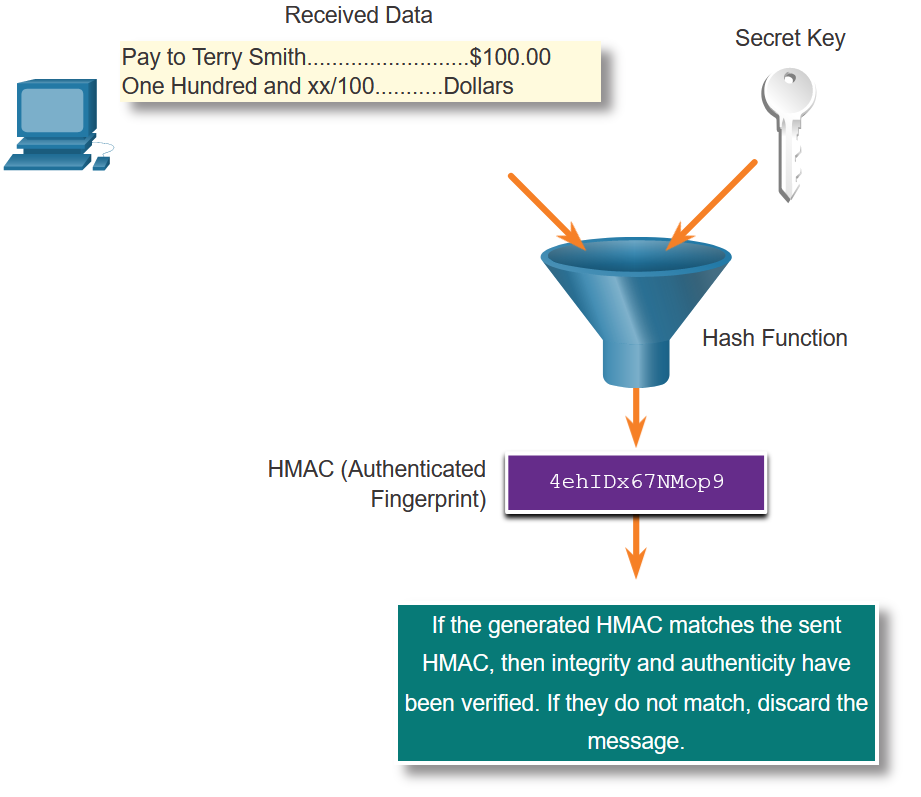 Received Data
Secret Key
Pay to Terry Smith..........................$100.00
One Hundred and xx/100...........Dollars
Hash Function
HMAC (Authenticated
Fingerprint)
4ehIDx67NMop9
If the generated HMAC matches the sent
HMAC, then integrity and authenticity have
been verified. If they do not match, discard the
message.